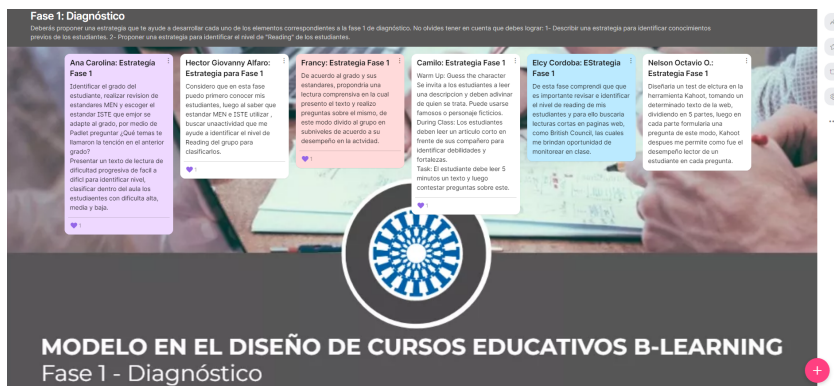 Fase 1: Diagnóstico
Deberás proponer una estrategia que te ayude a desarrollar cada uno de los elementos correspondientes a la fase 1 de diagnóstico. No olvides tener en cuenta que debes lograr: 1- Describir una estrategia para identificar conocimientos
previos de los estudiantes. 2- Proponer una estrategia para identificar el nivel de "Reading" de los estudiantes.
Ana Carolina: Estrategia
Fase 1
Identificar el grado del
estudiante, realizar revision de
estandares MEN y escoger el
estandar ISTE que enjor se
adapte al grado, por medio de
Padlet preguntar ¿Qué temas te
llamaron la tención en el anterior
grado?
Presentar un texto de lectura de
dificultad progresiva de facil a
difícl para identificar nivel,
clasificar dentro del aula los
estudiaentes con dificulta alta,
media y baja.
1
Hector Giovanny Alfaro:
Estrategia para Fase 1
Considero que en esta fase
puedo primero conocer mis
estudiantes, luego al saber que
estandar MEN e ISTE utilizar ,
buscar unaactividad que me
ayude a identificar el nivel de
Reading del grupo para
clasificarlos.
1
Francy: Estrategia Fase 1
De acuerdo al grado y sus
estandares, propondria una
lectura comprensiva en la cual
presento el texto y realizo
preguntas sobre el mismo, de
este modo divido al grupo en
subniveles de acuerdo a su
desempeño en la actvidad.
1
Camilo: Estrategia Fase 1
Warm Up: Guess the character
Se invita a los estudiantes a leer
una descripcion y deben adivinar
de quien se trata. Puede usarse
famosos o personaje ficticios.
During Class: Los estudiantes
deben leer un articulo corto en
frente de sus compañero para
identificar debilidades y
fortalezas.
Task: El estudiante debe leer 5
minutos un texto y luego
contestar preguntas sobre este.
1
Elcy Cordoba: EStrategia
Fase 1
De esta fase comprendi que que
es importante revisar e identificar
el nivel de reading de mis
estudiantes y para ello buscaria
lecturas cortas en paginas web,
como British Council, las cuales
me brindan oportunidad de
monitorear en clase.
Nelson Octavio O.:
Estrategia Fase 1
Diseñaria un test de elctura en la
herramienta Kahoot, tomando un
determinado texto de la web,
dividiendo en 5 partes, luego en
cada parte formularia una
pregunta de este modo, Kahoot
despues me permite como fue el
desempeño lector de un
estudiante en cada pregunta.
MODELO EN EL DISEÑO DE CURSOS EDUCATIVOS B-LEARNING
Fase 1 - Diagnóstico